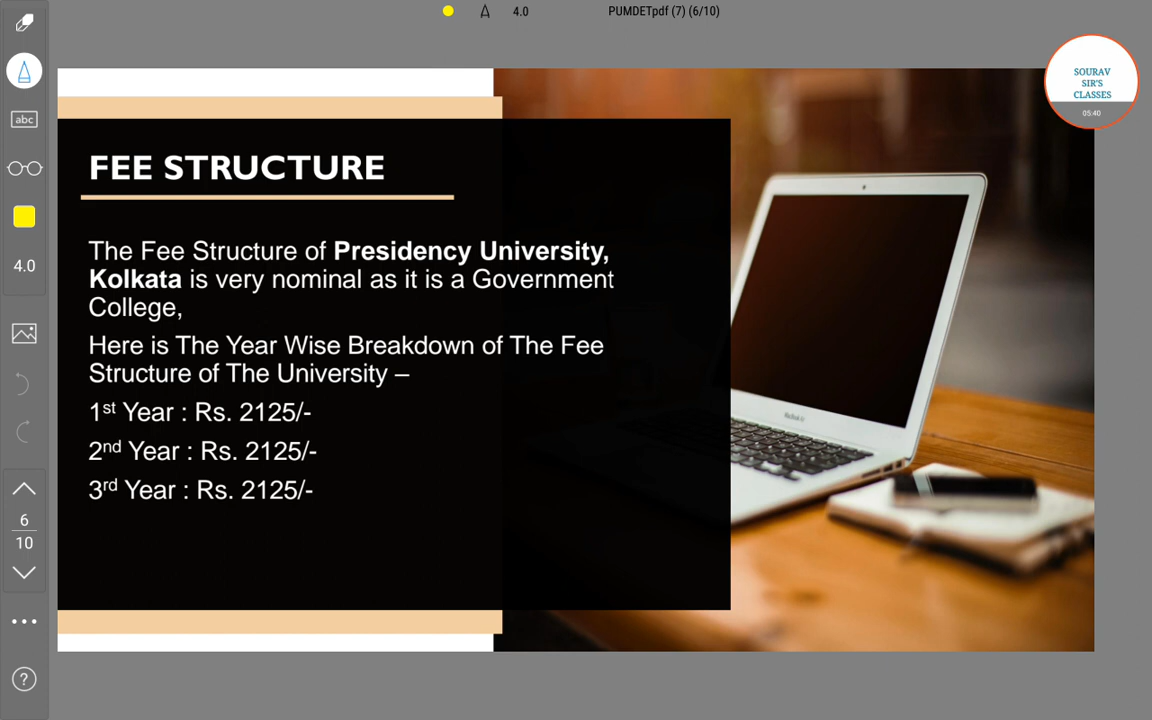 4.0
PUMDETpdf (7) (6/10)
SOURAV
SIR'S
CLASSES
05:40
abc
4.0
6
10
?
FEE STRUCTURE
The Fee Structure of Presidency University,
Kolkata is very nominal as it is a Government
College,
Here is The Year Wise Breakdown of The Fee
Structure of The University –
1st Year : Rs. 2125/-
2nd Year : Rs. 2125/-
3rd Year : Rs. 2125/-